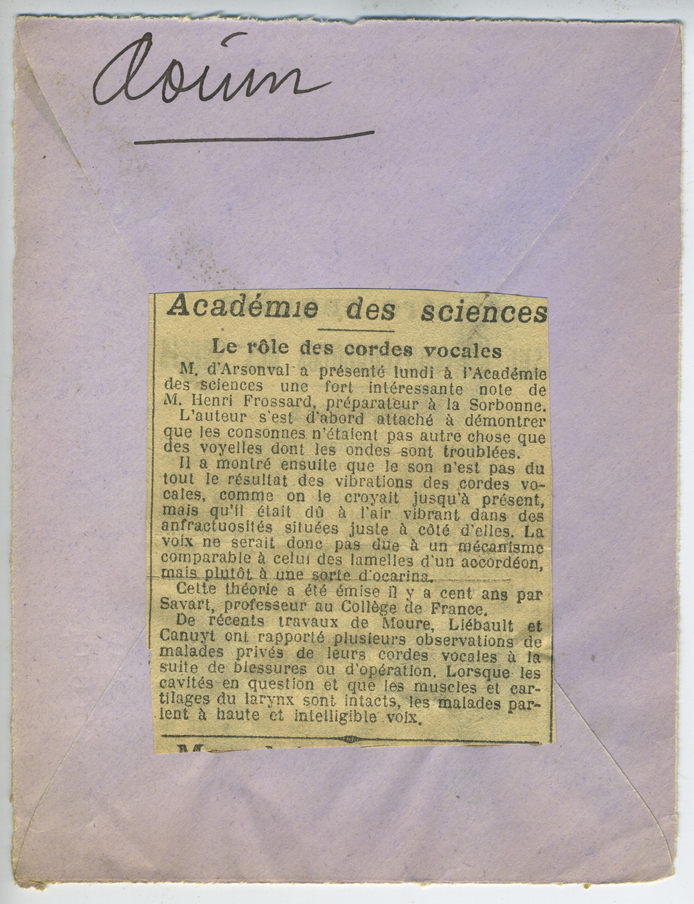 Académie des sciences
Le rôle des cordes vocales
M. d'Arsonval a présenté lundi à l'Académie
des sciences une fort intéressante note de
M. Henri Frossard, préparateur à la Sorbonne.
L'auteur s'est d'abord attaché à démontrer
que les consonnes n'étaient pas autre chose que
des voyelles dont les ondes sont troublées.
Il a montré ensuite que le son n'est pas du
tout le résultat des vibrations des cordes vo-
cales, comme on le croyait jusqu'à présent,
mais qu'il était dû à l'air vibrant dans des
anfractuosités situées juste à côté d'elles. La
voix ne serait donc pas due à un mécanisme
comparable à celui des lamelles d'un accordéon,
mais plutôt à une sorte d'ocarina.
Cette théorie a été émise il y a cent ans par
Savart, professeur au Collège de France.
De récents travaux de Moure, Liébault et
Canuyt ont rapporté plusieurs observations de
malades privés de leurs cordes vocales à la
suite de blessures ou d'opération. Lorsque les
cavités en question et que les muscles et car-
tilages du larynx sont intacts, les malades par-
lent à haute et intelligible voix.